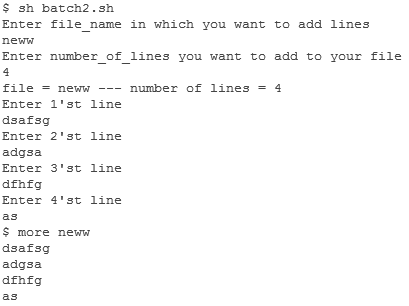 $ sh batch2.sh
Enter file_name in which you want to add lines
neww
Enter number_of_lines you want to add to your file
4
file = neww --- number of lines = 4
Enter 1'st line
dsafsg
Enter 2'st line
adgsa
Enter 3'st line
dfhfg
Enter 4'st line
as
$ more neww
dsafsg
adgsa
dfhfg
as